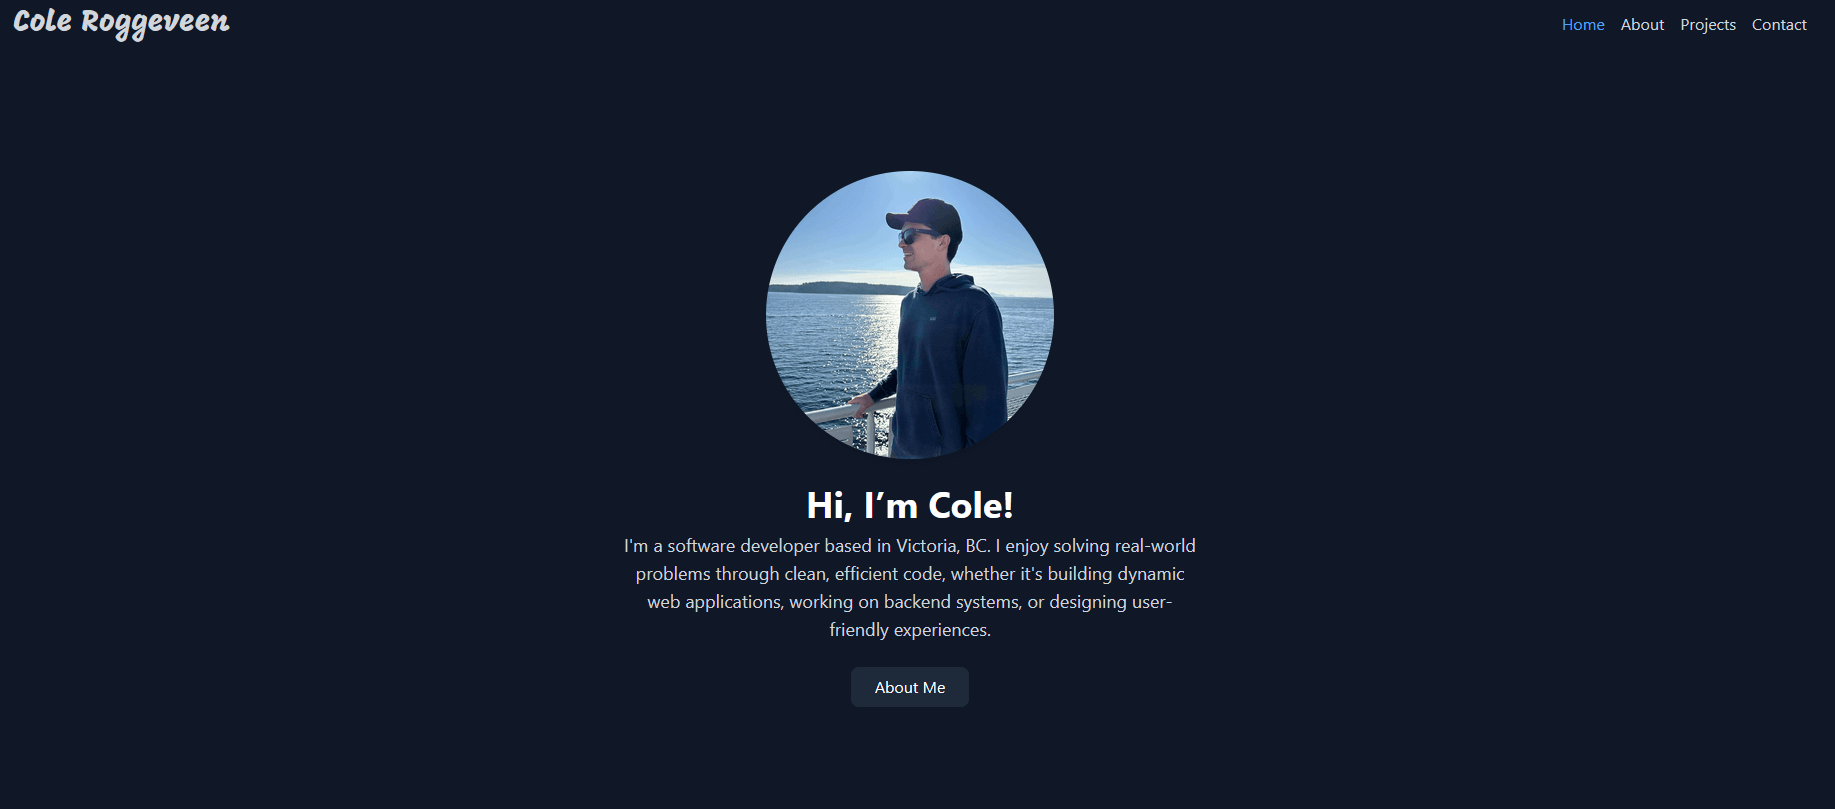 Cole Roggeveen
Home About Projects Contact
Hi, I’m Cole!
I'm a software developer based in Victoria, BC. I enjoy solving real-world
problems through clean, efficient code, whether it's building dynamic
web applications, working on backend systems, or designing user-
friendly experiences.
About Me